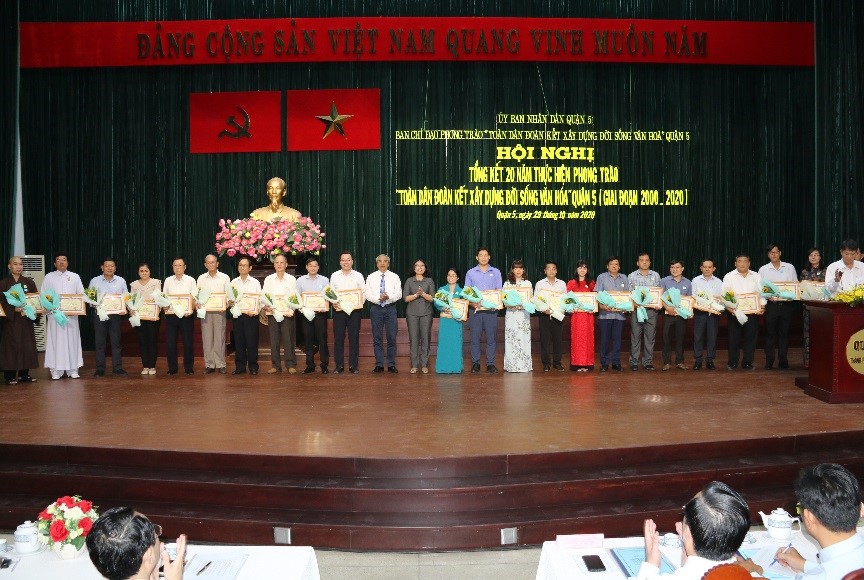 ĐẢNG CỘNG SẢN VIỆT NAM QUANG VINH MUÔN NĂM
ỦY BAN NHÂN DÂN QUẬN 5
BAN CHỈ ĐẠO PHONG TRÀO "TOÀN DÂN ĐOÀN KẾT XÂY DỰNG ĐỜI SỐNG VĂN HOÁ" QUẬN 5
HỘI NGHỊ
TỔNG KẾT 20 NĂM THỰC HIỆN PHONG TRÀO
"TOÀN DÂN ĐOÀN KẾT XÂY DỰNG ĐỜI SỐNG VĂN HÓA" QUẬN 5 (GIAI ĐOẠN 2000 - 2020)
Quận 5, ngày 29 tháng 10 năm 2020